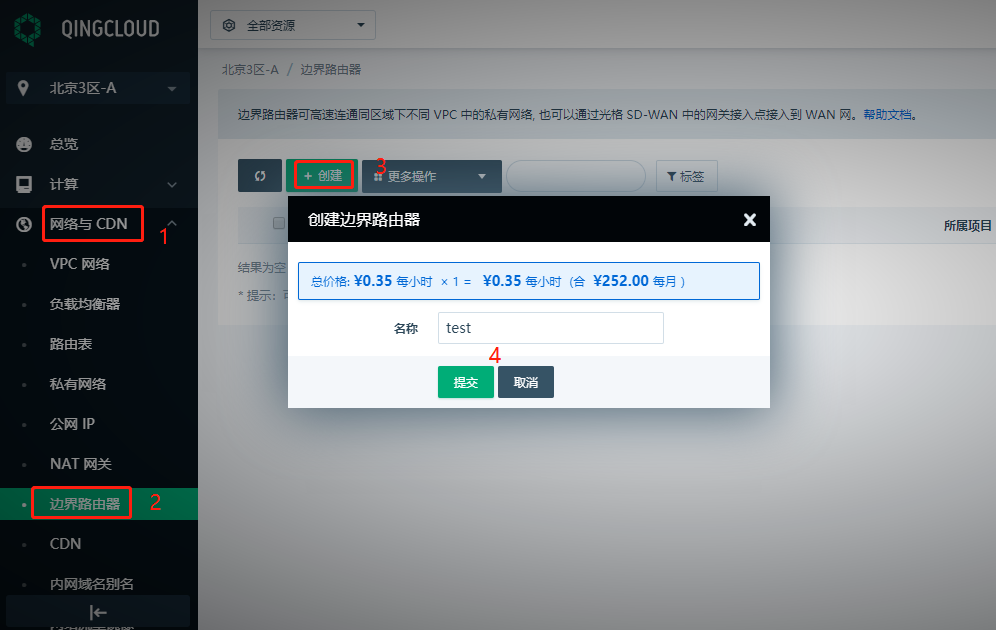 QINGCLOUD
全部资源
北京3区-A
北京3区-A / 边界路由器
边界路由器可高速连通同区域下不同 VPC 中的私有网络, 也可以通过光格 SD-WAN 中的网关接入点接入到 WAN 网。帮助文档。
总览
计算
+ 创建
3
更多操作
标签
网络与 CDN
1
创建边界路由器
所属项目
VPC 网络
结果为空
* 提示:
总价格: ¥0.35 每小时 × 1 = ¥0.35 每小时 (合 ¥252.00 每月 )
负载均衡器
名称 test
路由表
4
私有网络
提交 取消
公网 IP
NAT 网关
边界路由器
2
CDN
内网域名别名